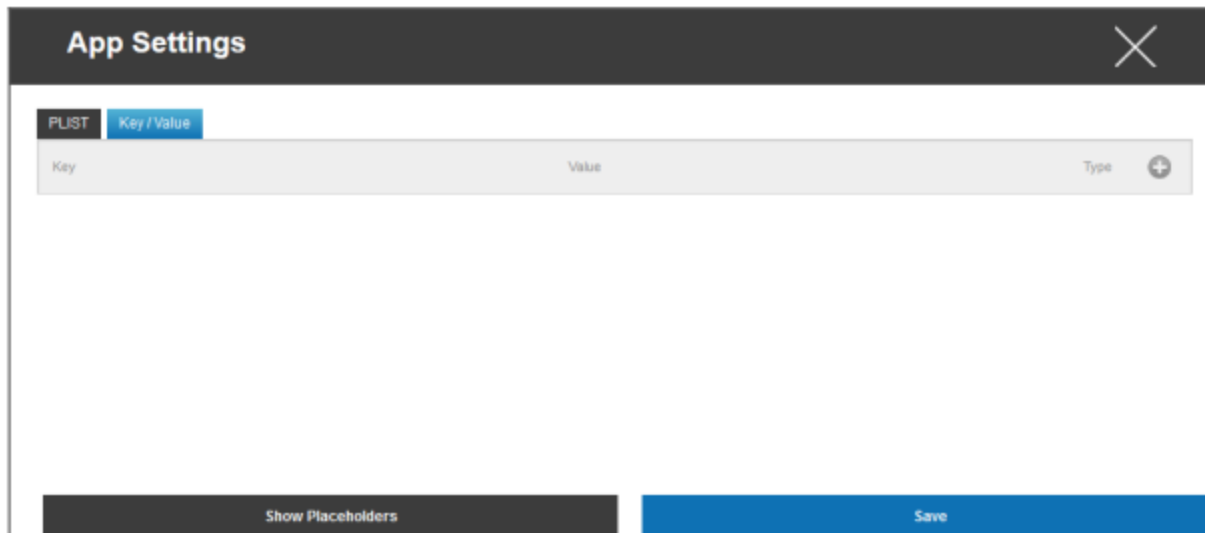 App Settings
PLIST Key / Value
Key Value Type
Show Placeholders Save